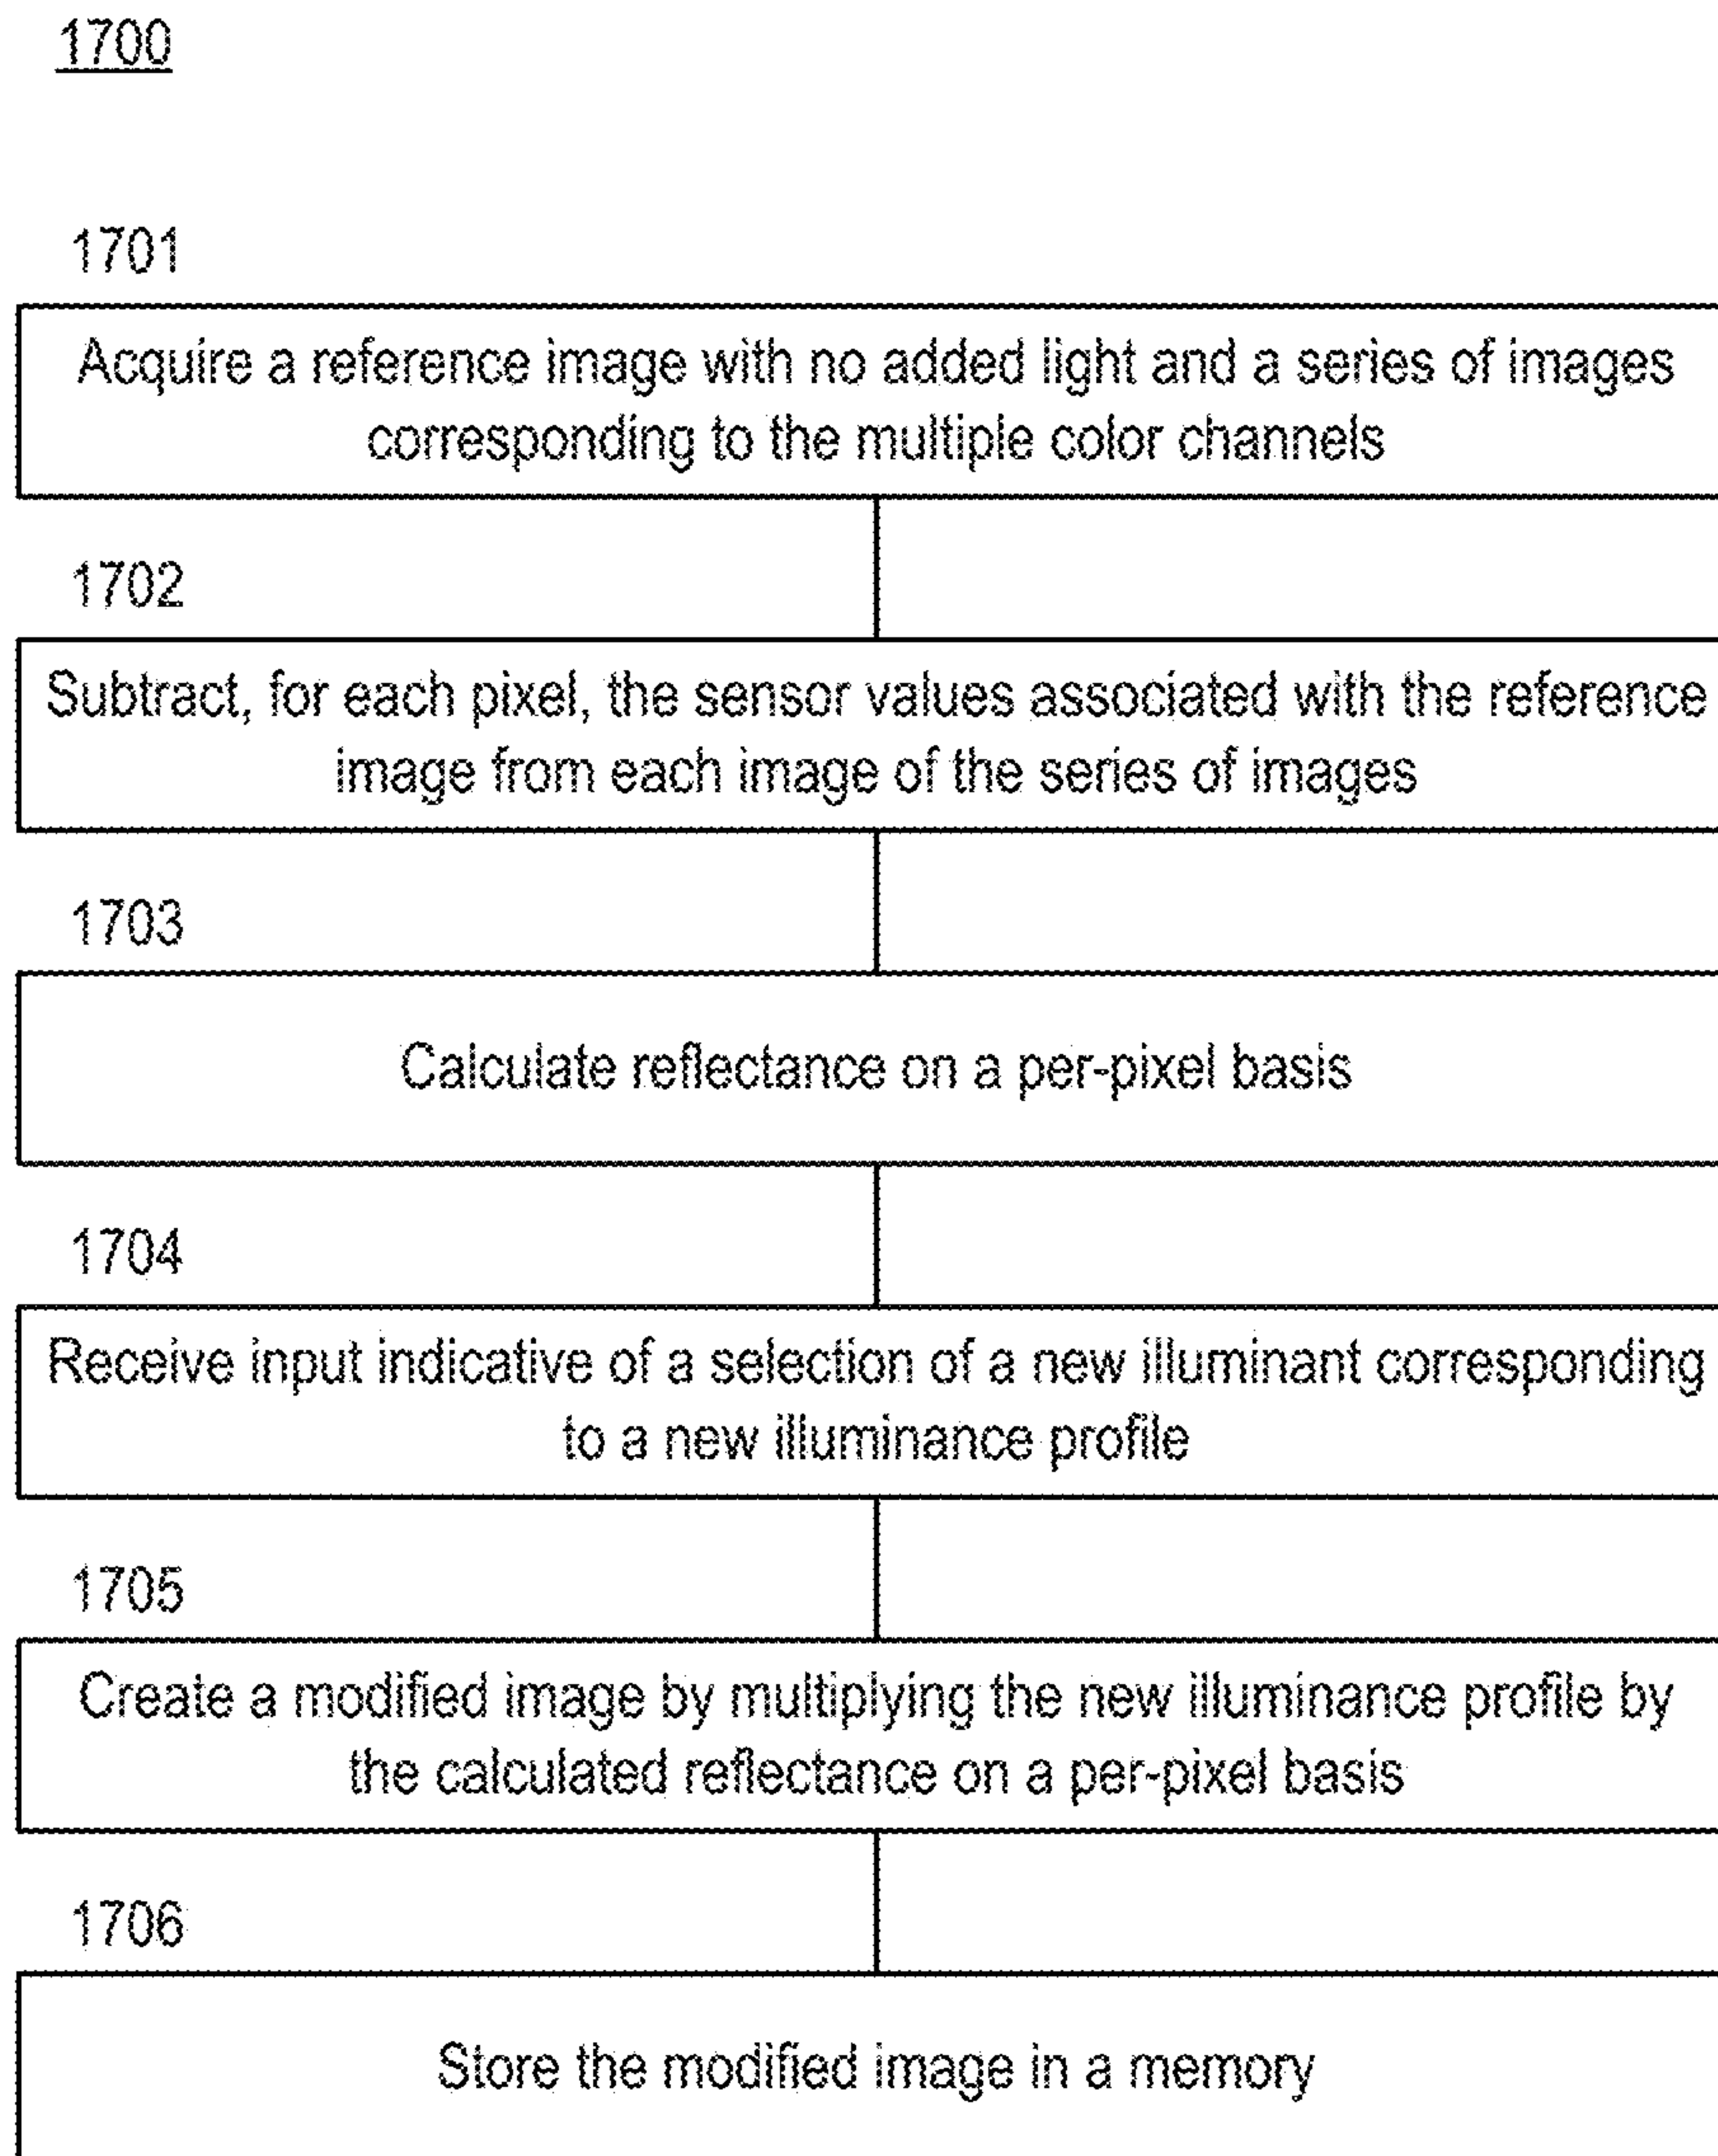 1700
1701
Acquire a reference image with no added light and a series of images
corresponding to the multiple color channels
1702
Subtract, for each pixel, the sensor values associated with the reference
image from each image of the series of images
1703
Calculate reflectance on a per-pixel basis
1704
Receive input indicative of a selection of a new illuminant corresponding
to a new illuminance profile
1705
Create a modified image by multiplying the new illuminance profile by
the calculated reflectance on a per-pixel basis
1706
Store the modified image in a memory